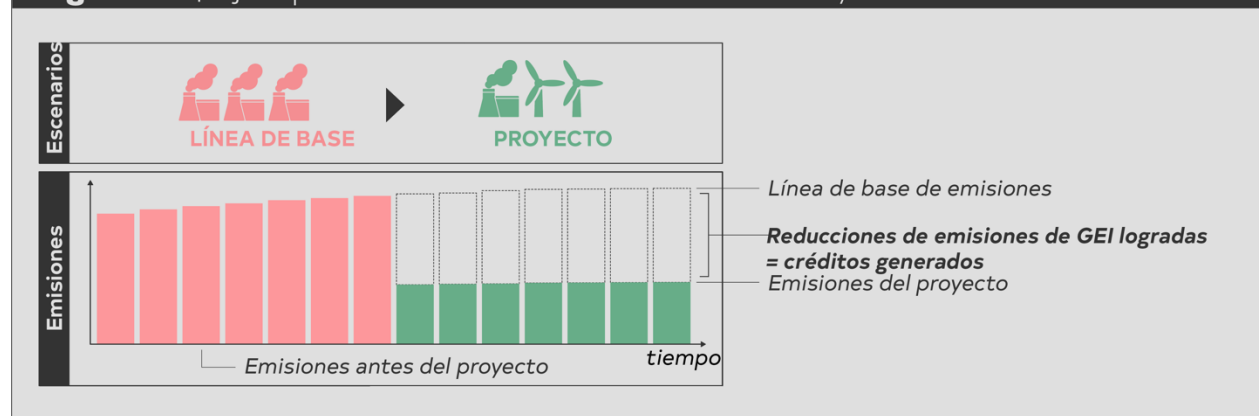 Escenarios
LÍNEA DE BASE
PROYECTO
Emisiones
Línea de base de emisiones
Reducciones de emisiones de GEI logradas
= créditos generados
Emisiones del proyecto
Emisiones antes del proyecto
tiempo